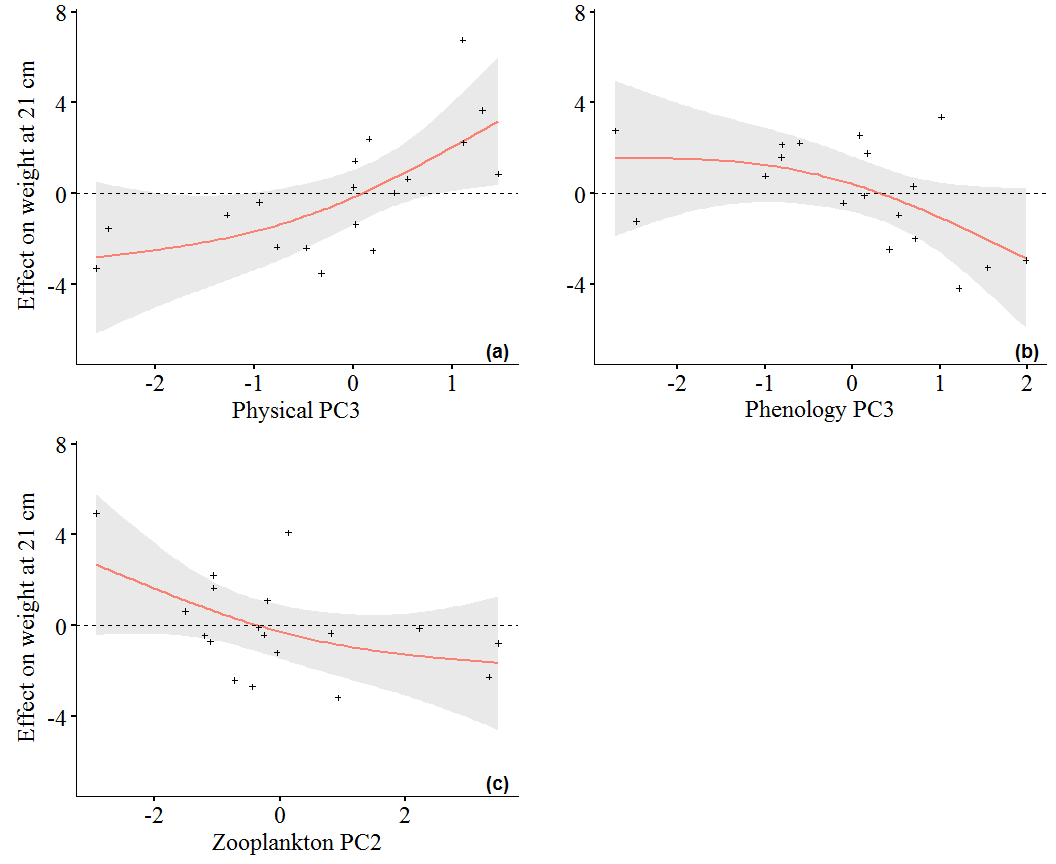 8
4
0
-4
Effect on weight at 21 cm
-2 -1 0 1
Physical PC3
(a)
8
4
0
-4
-2 -1 0 1 2
Phenology PC3
(b)
8
4
0
-4
Effect on weight at 21 cm
-2 0 2
Zooplankton PC2
(c)